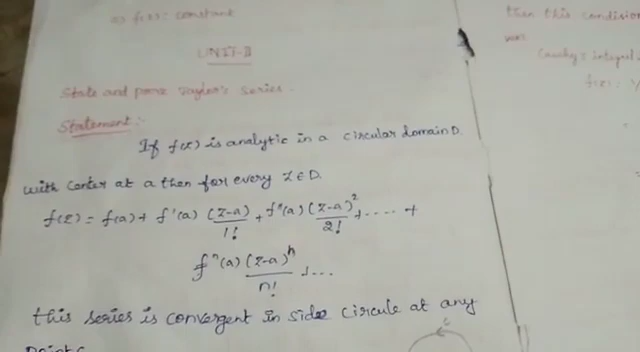 => f(z) = constant
UNIT-II
State and prove Taylor's series.
Statement:-
If f(z) is analytic in a circular domain D
with center at a then for every z ∈ D.
f(z) = f(a) + f'(a) (z-a)/1! + f"(a) (z-a)²/2! + ..... +
fⁿ(a) (z-a)ⁿ/n! + ...
this series is convergent in side circule at any
then this condision
Cauchy's integral
f(z) =